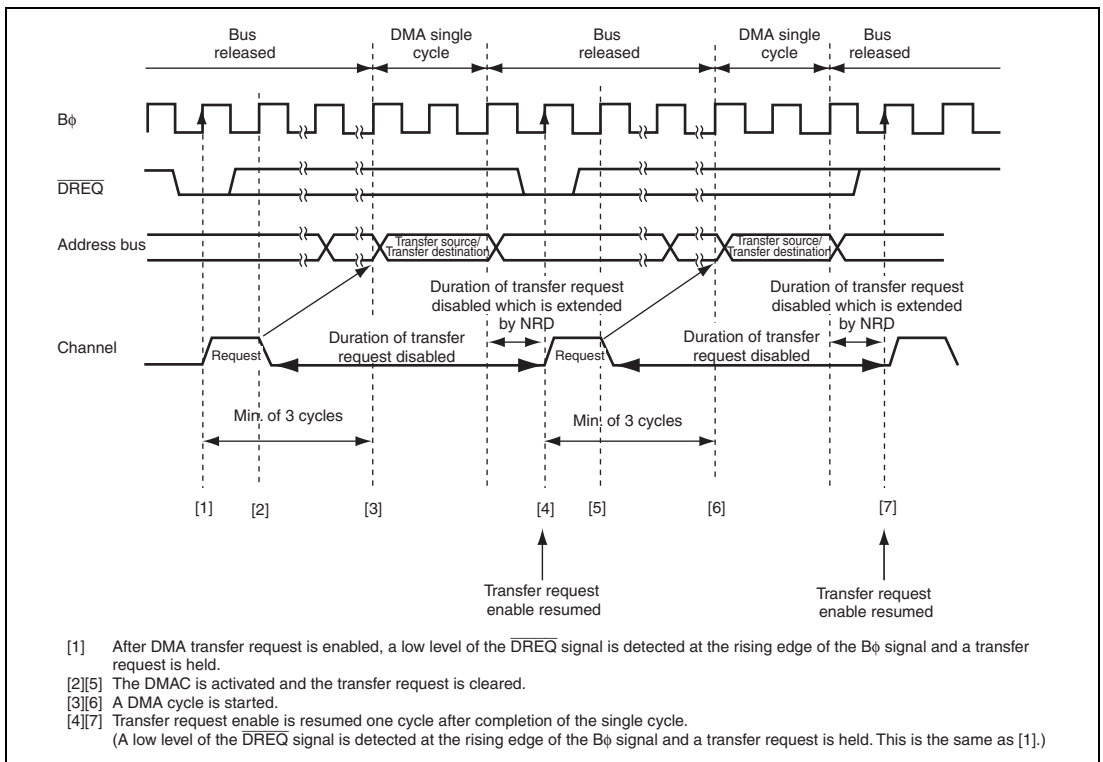 Bus released
DMA single cycle
Bus released
DMA single cycle
Bus released
Bϕ
DREQ
Address bus
Transfer source/
Transfer destination
Transfer source/
Transfer destination
Duration of transfer request disabled which is extended by NRD
Duration of transfer request disabled which is extended by NRD
Channel
Request
Duration of transfer request disabled
Request
Duration of transfer request disabled
Min. of 3 cycles
Min. of 3 cycles
[1]
[2]
[3]
[4]
[5]
[6]
[7]
Transfer request enable resumed
Transfer request enable resumed
[1] After DMA transfer request is enabled, a low level of the DREQ signal is detected at the rising edge of the Bϕ signal and a transfer
request is held.
[2][5] The DMAC is activated and the transfer request is cleared.
[3][6] A DMA cycle is started.
[4][7] Transfer request enable is resumed one cycle after completion of the single cycle.
(A low level of the DREQ signal is detected at the rising edge of the Bϕ signal and a transfer request is held. This is the same as [1].)